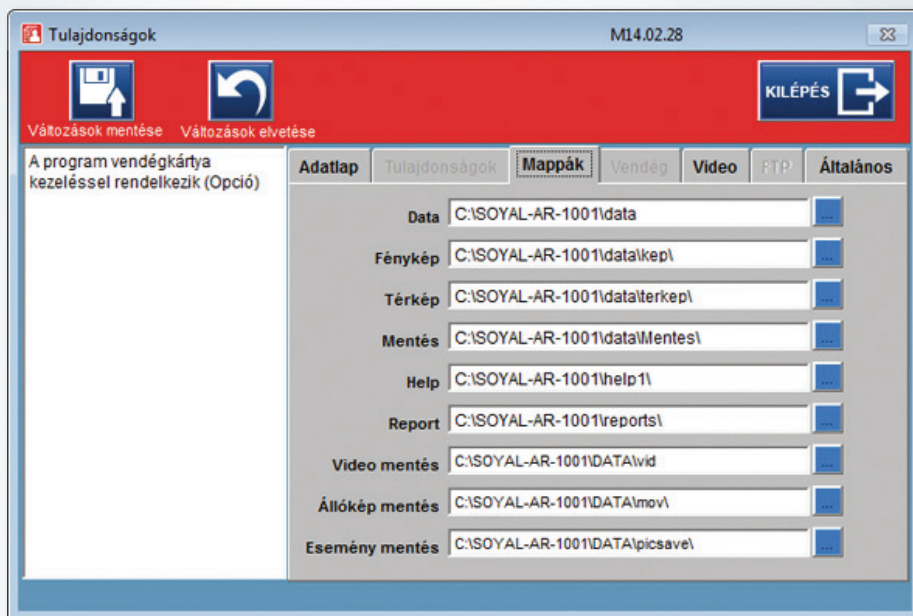 Tulajdonságok M14.02.28
KILÉPÉS
Változások mentése Változások elvetése
A program vendégkártya
kezeléssel rendelkezik (Opció)
Adatlap Tulajdonságok Mappák Vendég Video FTP Általános
Data C:\SOYAL-AR-1001\data ...
Fénykép C:\SOYAL-AR-1001\data\kep\ ...
Térkép C:\SOYAL-AR-1001\data\terkep\ ...
Mentés C:\SOYAL-AR-1001\data\Mentes\ ...
Help C:\SOYAL-AR-1001\help1\ ...
Report C:\SOYAL-AR-1001\reports\ ...
Video mentés C:\SOYAL-AR-1001\DATA\vid ...
Állókép mentés C:\SOYAL-AR-1001\DATA\mov\ ...
Esemény mentés C:\SOYAL-AR-1001\DATA\picsave\ ...